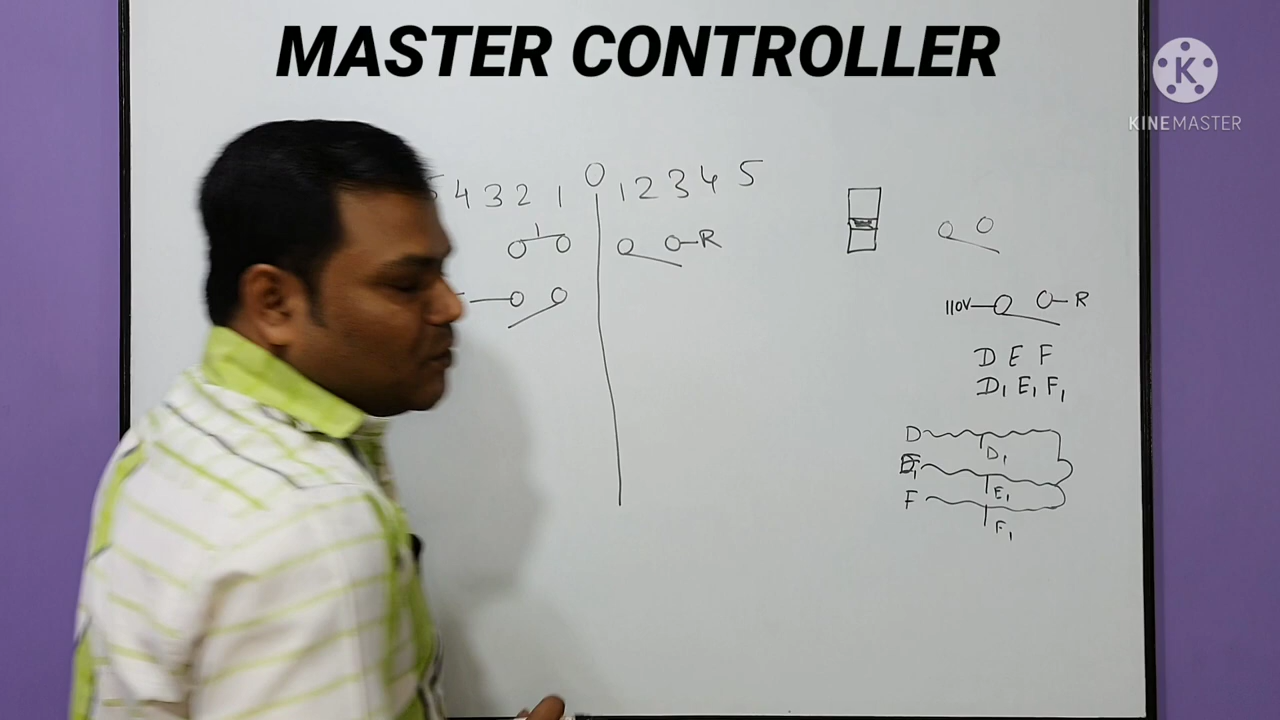 MASTER CONTROLLER
K
KINEMASTER
4 3 2 1 0 1 2 3 4 5
R
110V R
D E F
D₁ E₁ F₁
D D₁
E₁
F F₁